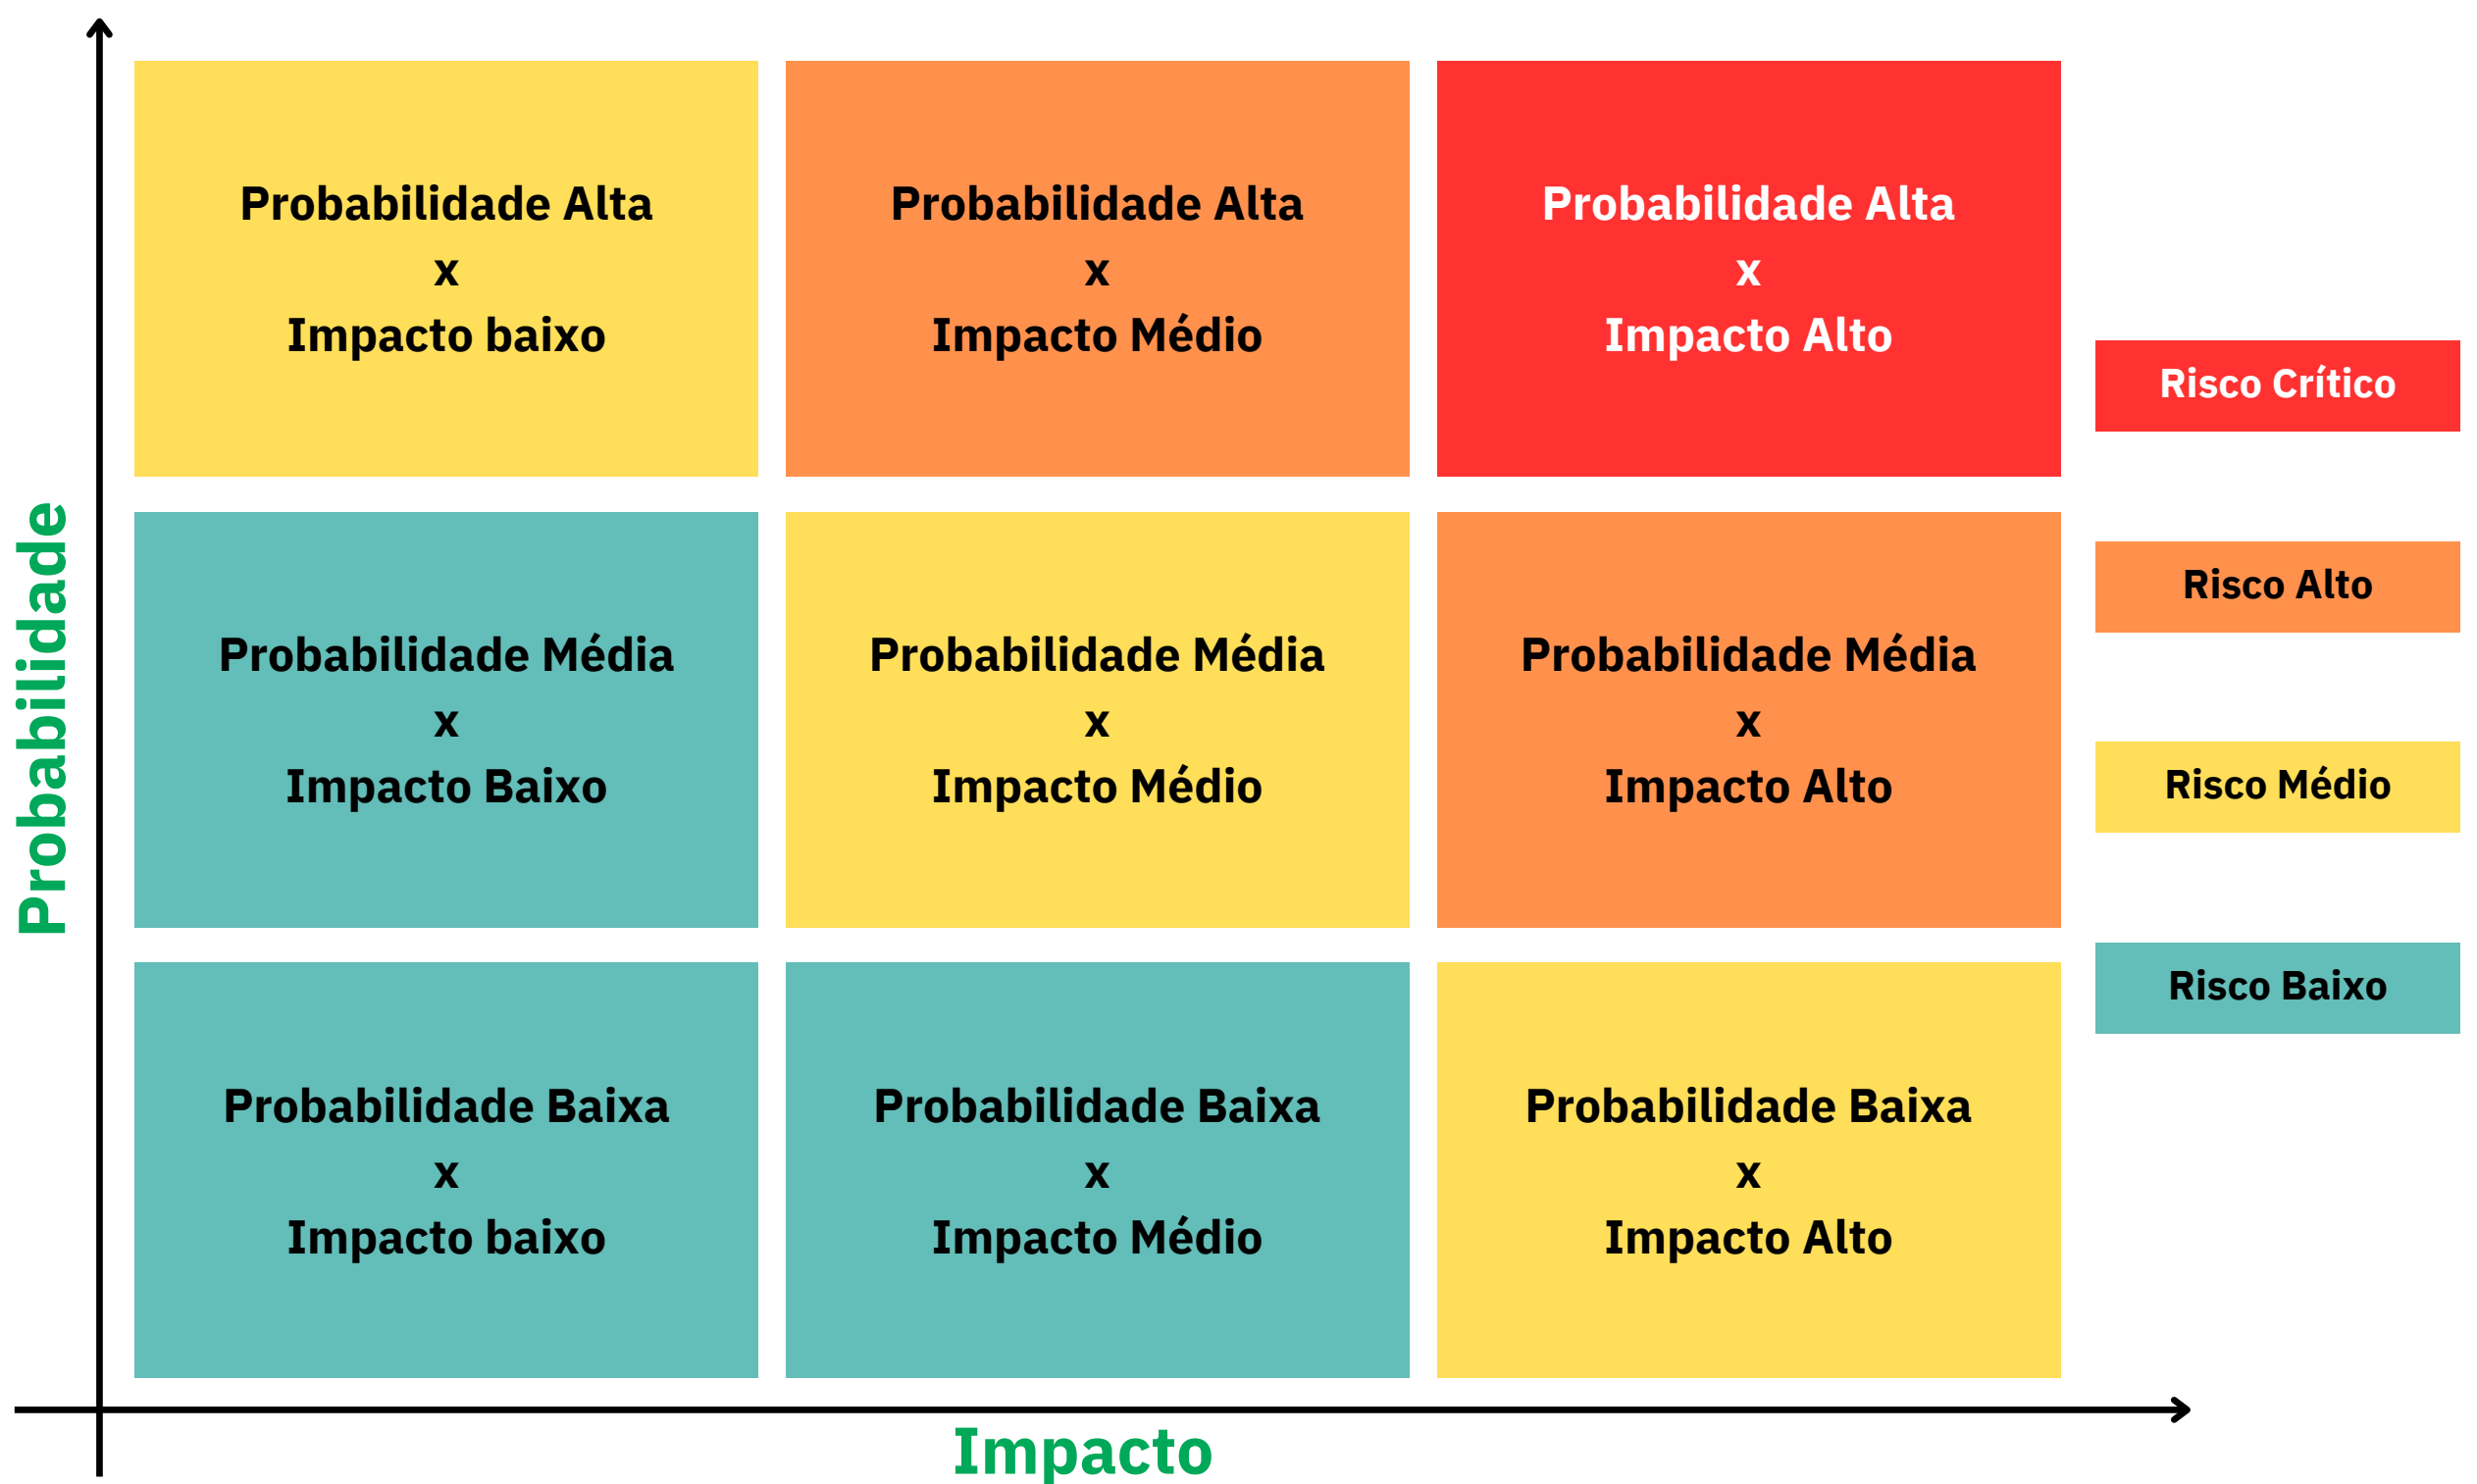 Probabilidade Alta
x
Impacto baixo
Probabilidade Alta
x
Impacto Médio
Probabilidade Alta
x
Impacto Alto
Probabilidade Média
x
Impacto Baixo
Probabilidade Média
x
Impacto Médio
Probabilidade Média
x
Impacto Alto
Probabilidade Baixa
x
Impacto baixo
Probabilidade Baixa
x
Impacto Médio
Probabilidade Baixa
x
Impacto Alto
Risco Crítico
Risco Alto
Risco Médio
Risco Baixo
Probabilidade
Impacto